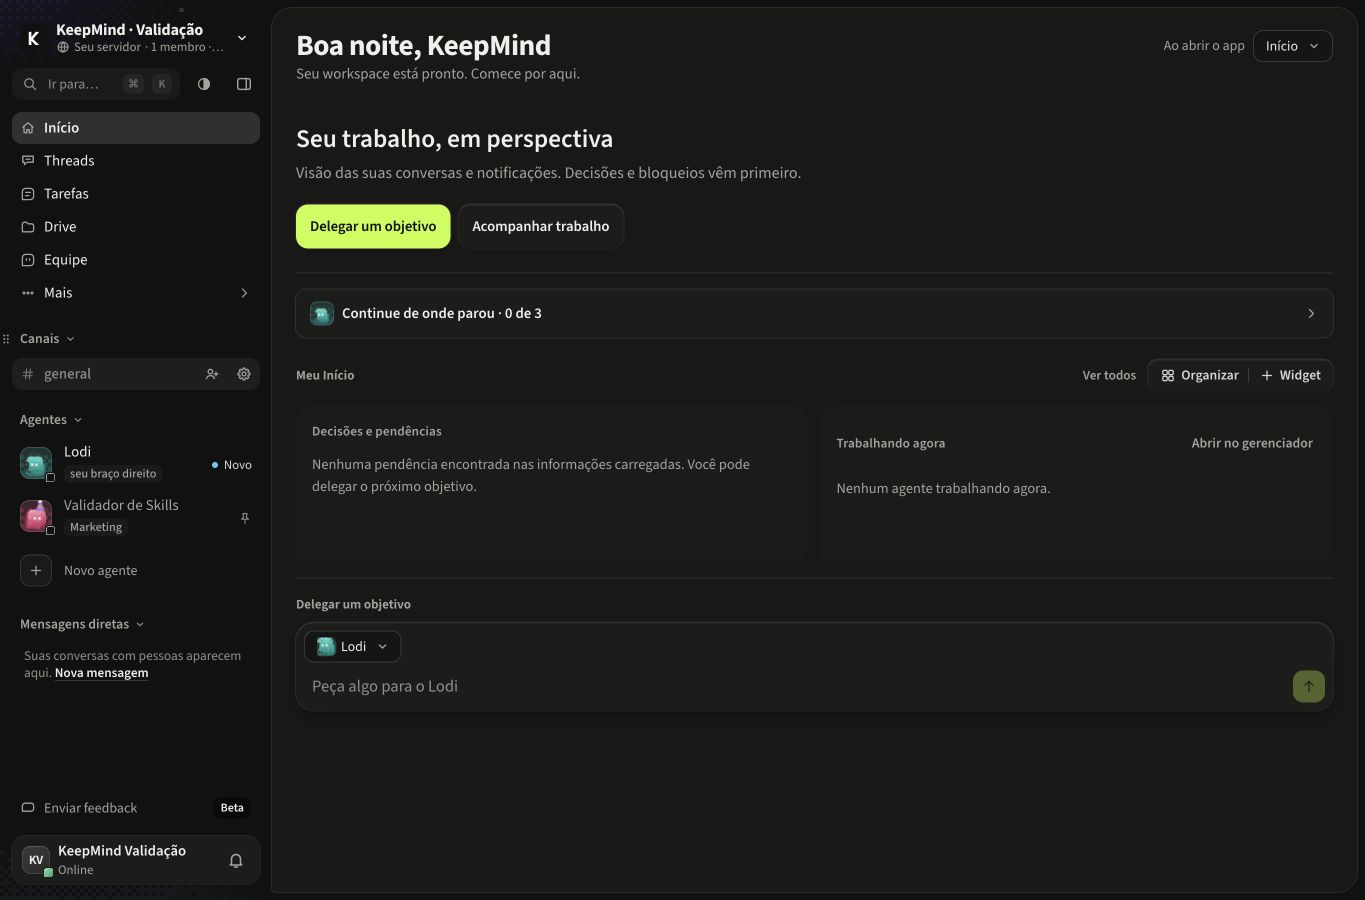 K
KeepMind · Validação
Seu servidor · 1 membro ·…
Ir para…
⌘ K
Início
Threads
Tarefas
Drive
Equipe
Mais
Canais
# general
Agentes
Lodi
seu braço direito
Novo
Validador de Skills
Marketing
Novo agente
Mensagens diretas
Suas conversas com pessoas aparecem
aqui. Nova mensagem
Enviar feedback
Beta
KV
KeepMind Validação
Online
Boa noite, KeepMind
Seu workspace está pronto. Comece por aqui.
Ao abrir o app
Início
Seu trabalho, em perspectiva
Visão das suas conversas e notificações. Decisões e bloqueios vêm primeiro.
Delegar um objetivo
Acompanhar trabalho
Continue de onde parou · 0 de 3
Meu Início
Ver todos
Organizar
+ Widget
Decisões e pendências
Nenhuma pendência encontrada nas informações carregadas. Você pode
delegar o próximo objetivo.
Trabalhando agora
Abrir no gerenciador
Nenhum agente trabalhando agora.
Delegar um objetivo
Lodi
Peça algo para o Lodi